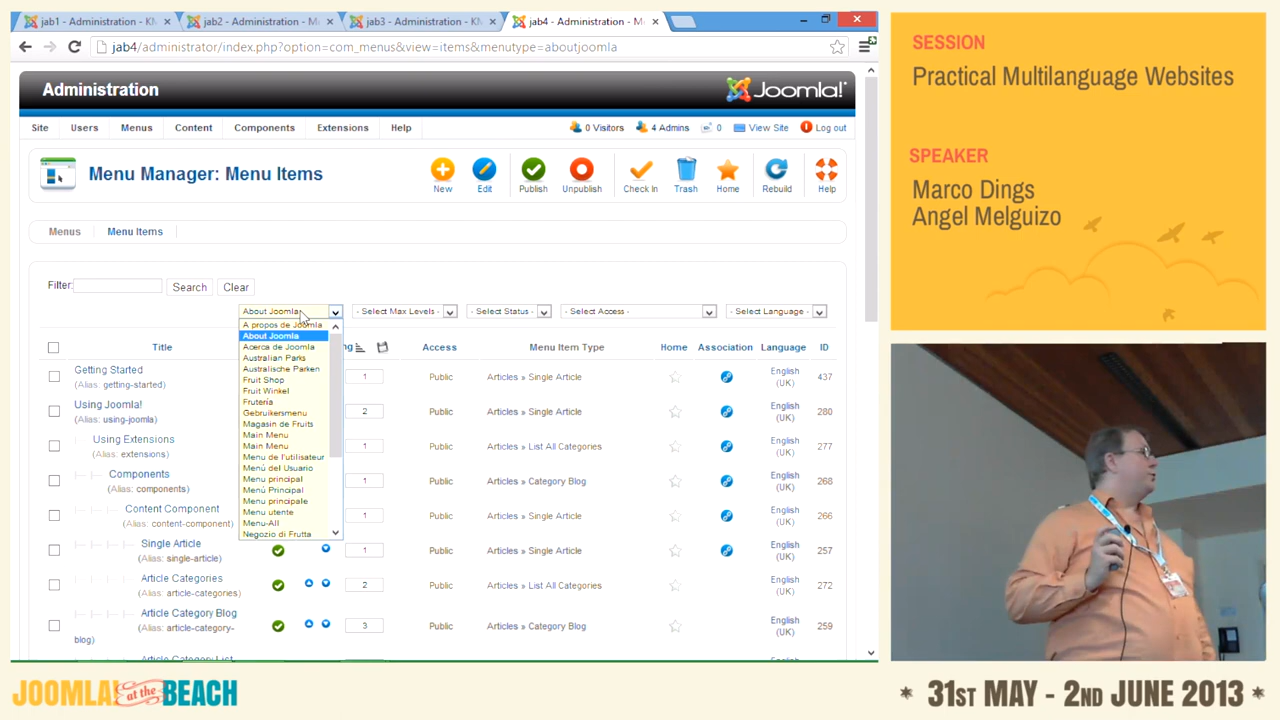 jab1 - Administration - K
jab2 - Administration - M
jab3 - Administration - K
jab4 - Administration - M
jab4/administrator/index.php?option=com_menus&view=items&menutype=aboutjoomla
Administration
Joomla!
Site Users Menus Content Components Extensions Help
0 Visitors 4 Admins 0 View Site Log out
Menu Manager: Menu Items
New Edit Publish Unpublish Check In Trash Home Rebuild Help
Menus Menu Items
Filter: Search Clear
About Joomla - Select Max Levels - - Select Status - - Select Access - - Select Language -
A propos de Joomla
About Joomla
Acerca de Joomla
Australian Parks
Australische Parken
Fruit Shop
Fruit Winkel
Frutería
Gebruikersmenu
Magasin de Fruits
Main Menu
Main Menu
Menu de l'utilisateur
Menú del Usuario
Menu principal
Menú Principal
Menu principale
Menu utente
Menu-All
Negozio di Frutta
Title Access Menu Item Type Home Association Language ID
Getting Started
(Alias: getting-started)
1 Public Articles » Single Article English (UK) 437
Using Joomla!
(Alias: using-joomla)
2 Public Articles » Single Article English (UK) 280
Using Extensions
(Alias: extensions)
1 Public Articles » List All Categories English (UK) 277
Components
(Alias: components)
1 Public Articles » Category Blog English (UK) 268
Content Component
(Alias: content-component)
1 Public Articles » Single Article English (UK) 266
Single Article
(Alias: single-article)
1 Public Articles » Single Article English (UK) 257
Article Categories
(Alias: article-categories)
2 Public Articles » List All Categories English (UK) 272
Article Category Blog
(Alias: article-category-blog)
3 Public Articles » Category Blog English (UK) 259
Article Category List
SESSION
Practical Multilanguage Websites
SPEAKER
Marco Dings
Angel Melguizo
JOOMLA! at the BEACH
* 31ST MAY - 2ND JUNE 2013 *